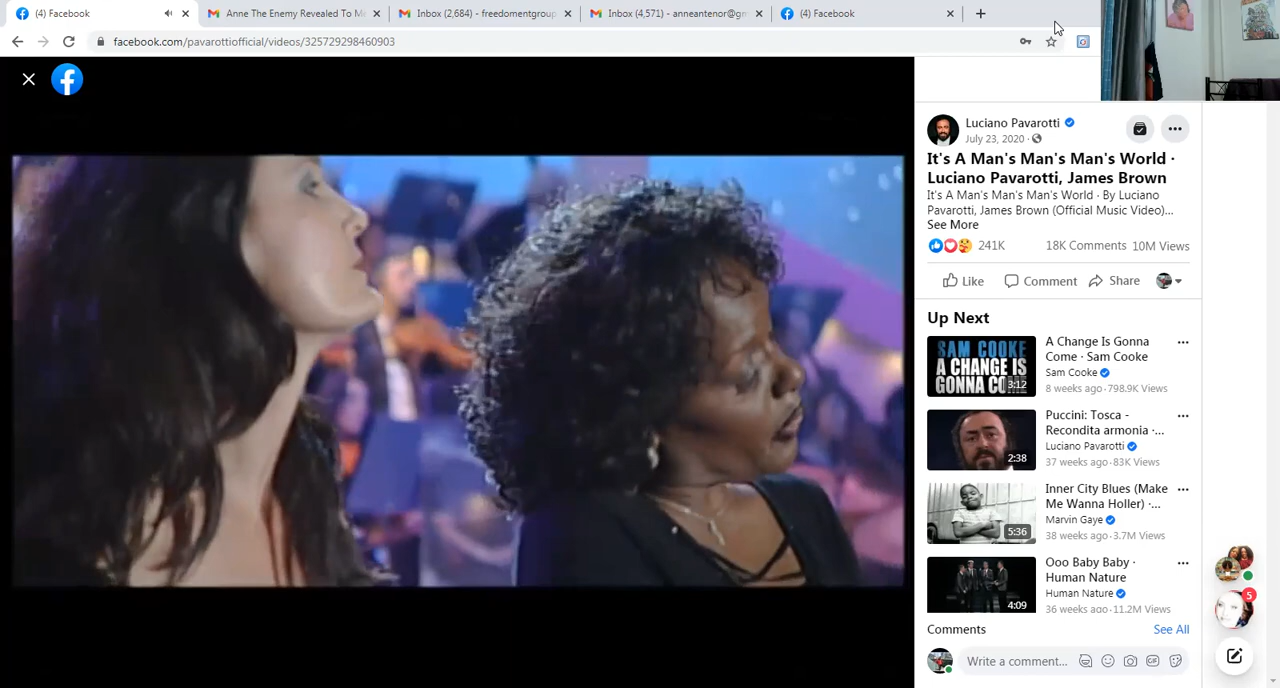 (4) Facebook
Anne The Enemy Revealed To M
Inbox (2,684) - freedomentgroup
Inbox (4,571) - anneantenor@gm
(4) Facebook
facebook.com/pavarottiofficial/videos/325729298460903
Luciano Pavarotti
July 23, 2020 ·
It's A Man's Man's Man's World ·
Luciano Pavarotti, James Brown
It's A Man's Man's Man's World · By Luciano
Pavarotti, James Brown (Official Music Video)...
See More
241K 18K Comments 10M Views
Like Comment Share
Up Next
SAM COOKE
A CHANGE IS
GONNA CO
3:12
A Change Is Gonna
Come · Sam Cooke
Sam Cooke
8 weeks ago · 798.9K Views
2:38
Puccini: Tosca -
Recondita armonia ·...
Luciano Pavarotti
37 weeks ago · 83K Views
5:36
Inner City Blues (Make
Me Wanna Holler) ·...
Marvin Gaye
38 weeks ago · 3.7M Views
4:09
Ooo Baby Baby ·
Human Nature
Human Nature
36 weeks ago · 11.2M Views
Comments See All
Write a comment...
GIF
5